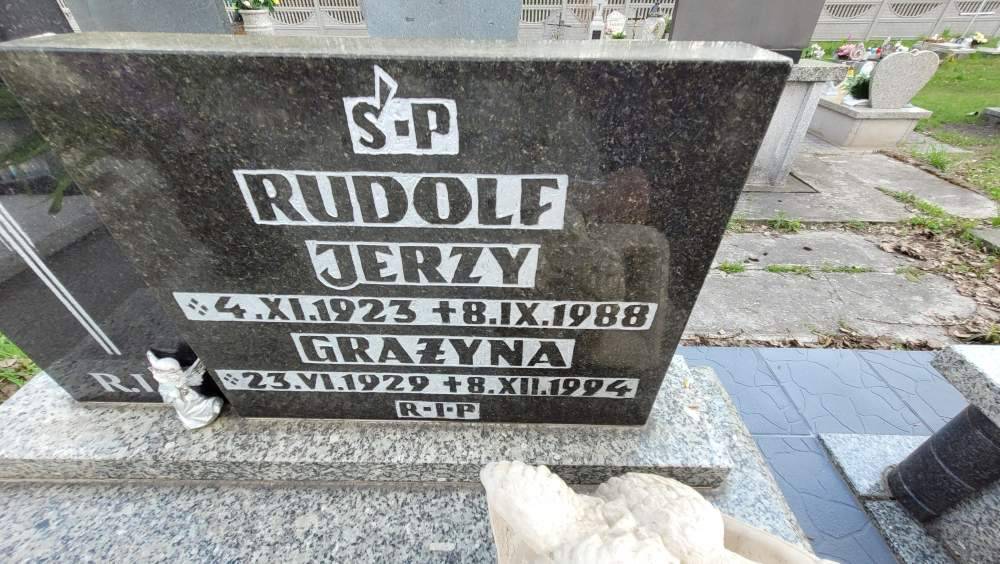 Ś-P
RUDOLF
JERZY
4.XI.1923 +8.IX.1988
GRAŻYNA
23.VI.1929 +8.XII.1994
R-I-P